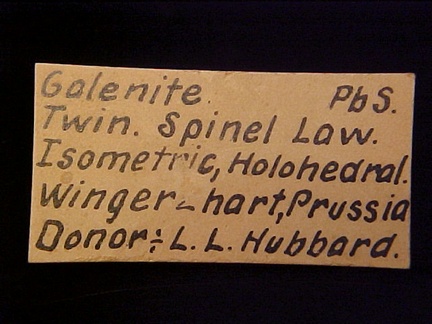 Galenite. PbS.
Twin. Spinel Law.
Isometric, Holohedral.
Winger-hart, Prussia
Donor:- L. L. Hubbard.